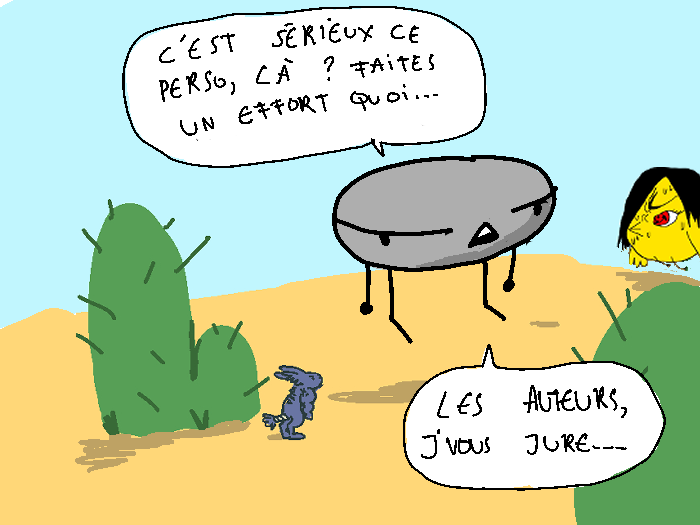 C'EST SÉRIEUX CE
PERSO, LÀ ? FAITES
UN EFFORT QUOI...
LES AUTEURS,
J'VOUS JURE...